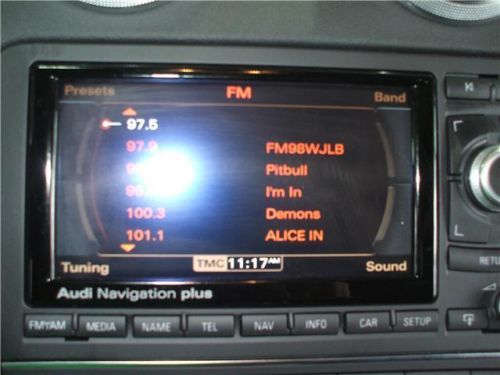 Presets FM Band
97.5
97.9 FM98WJLB
Pitbull
I'm In
100.3 Demons
101.1 ALICE IN
Tuning TMC 11:17 AM Sound
Audi Navigation plus
FM/AM MEDIA NAME TEL NAV INFO CAR SETUP